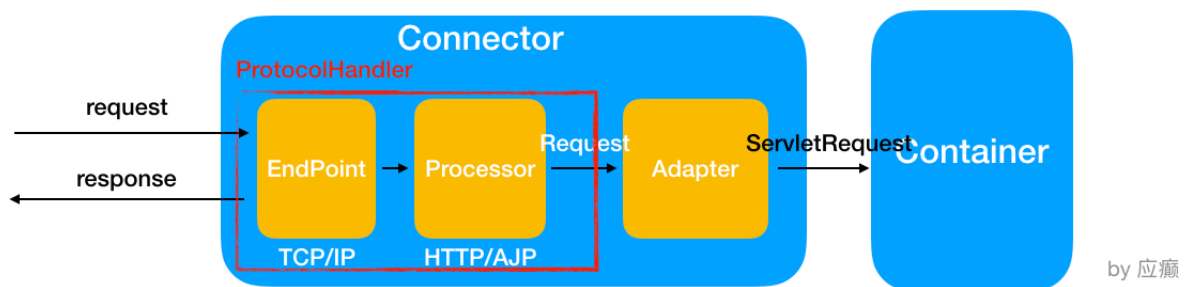 Connector
ProtocolHandler
request
response
EndPoint
Processor
Request
Adapter
ServletRequest
Container
TCP/IP
HTTP/AJP
by 应癫